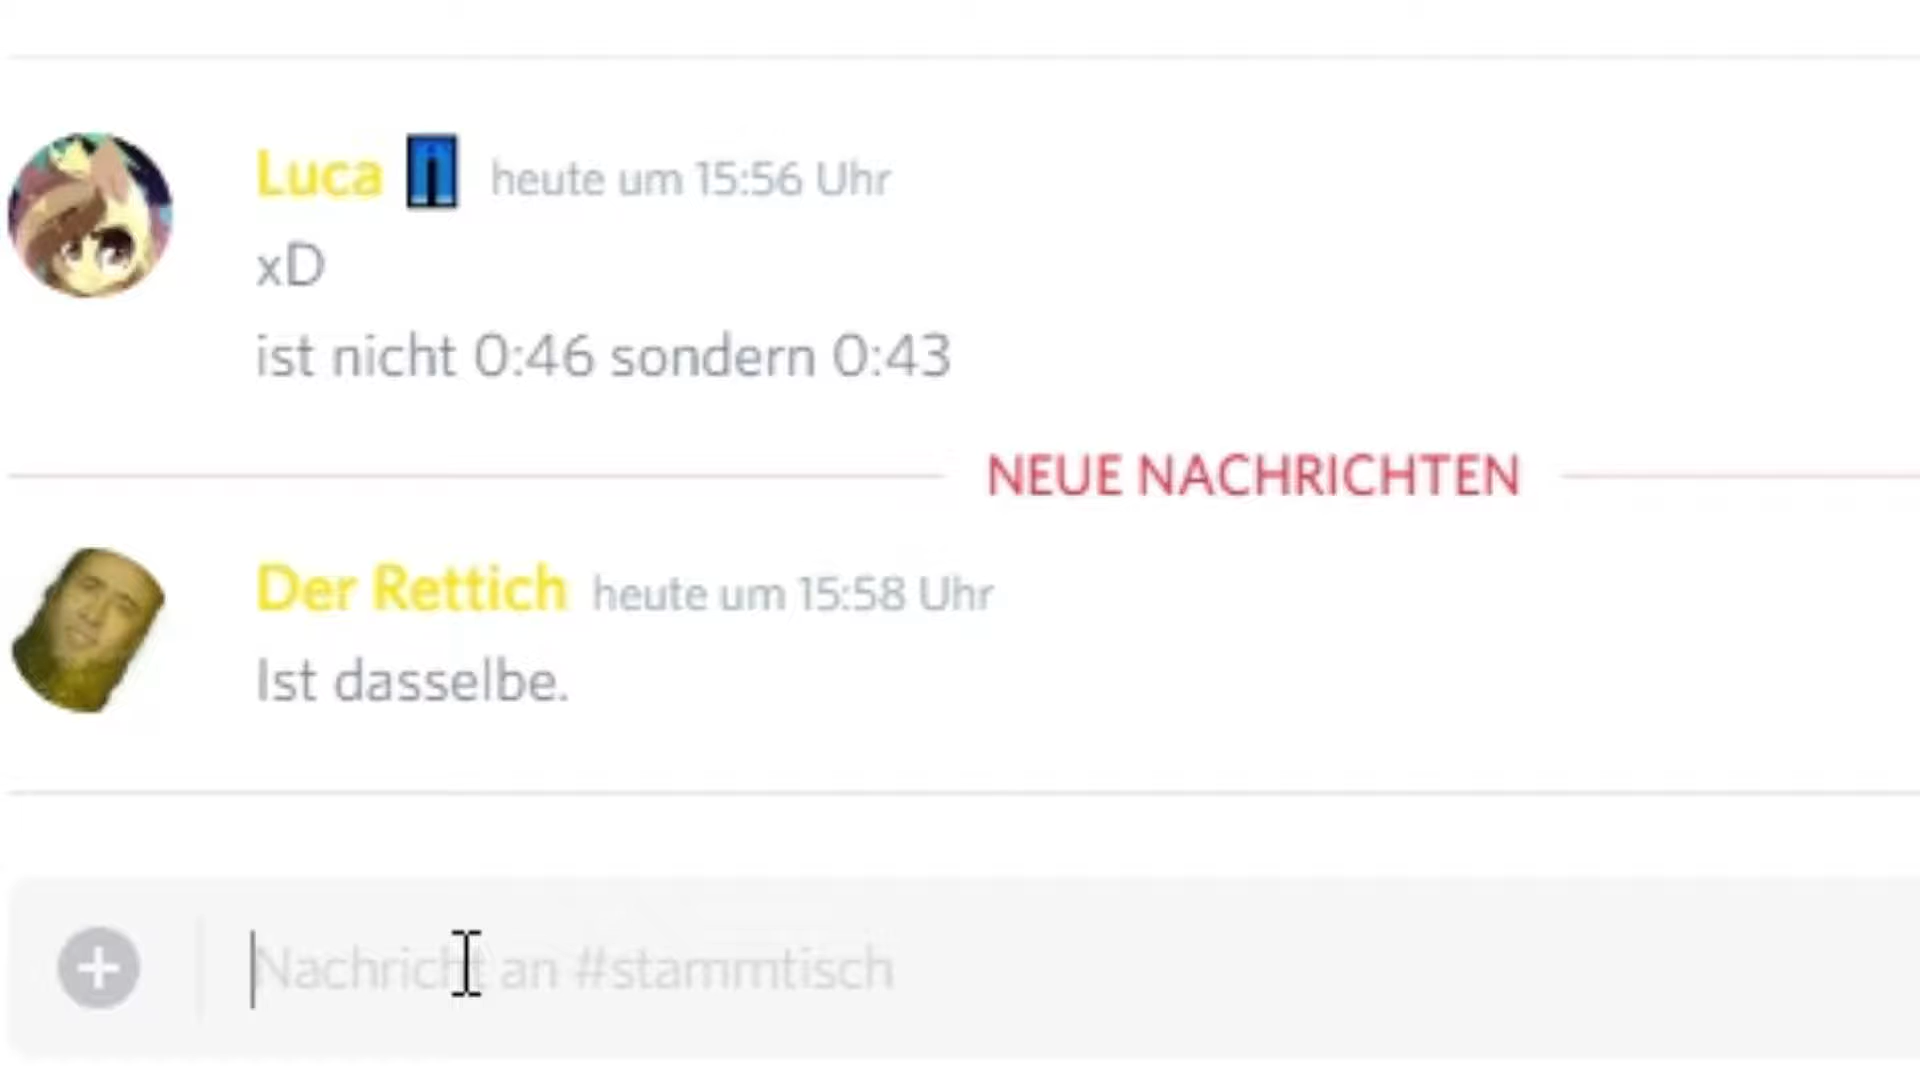 Luca heute um 15:56 Uhr
xD
ist nicht 0:46 sondern 0:43
NEUE NACHRICHTEN
Der Rettich heute um 15:58 Uhr
Ist dasselbe.
Nachricht an #stammtisch